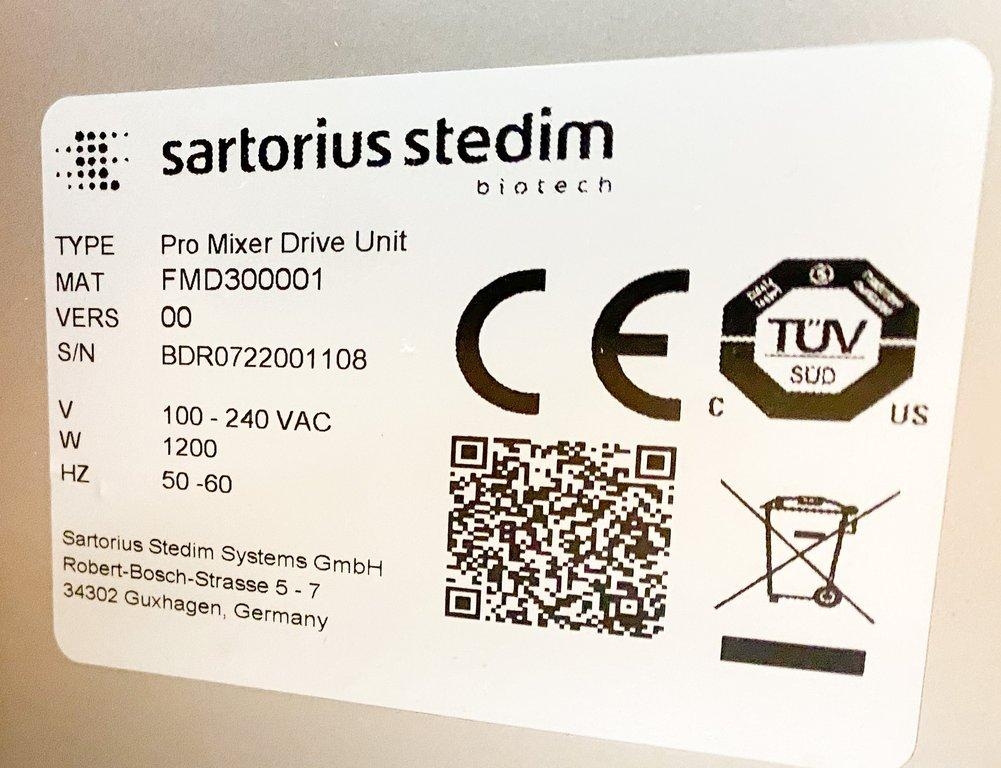 sartorius stedim
biotech
TYPE Pro Mixer Drive Unit
MAT FMD300001
VERS 00
S/N BDR0722001108
V 100 - 240 VAC
W 1200
HZ 50 -60
Sartorius Stedim Systems GmbH
Robert-Bosch-Strasse 5 - 7
34302 Guxhagen, Germany
CE
TÜV
SÜD
C US